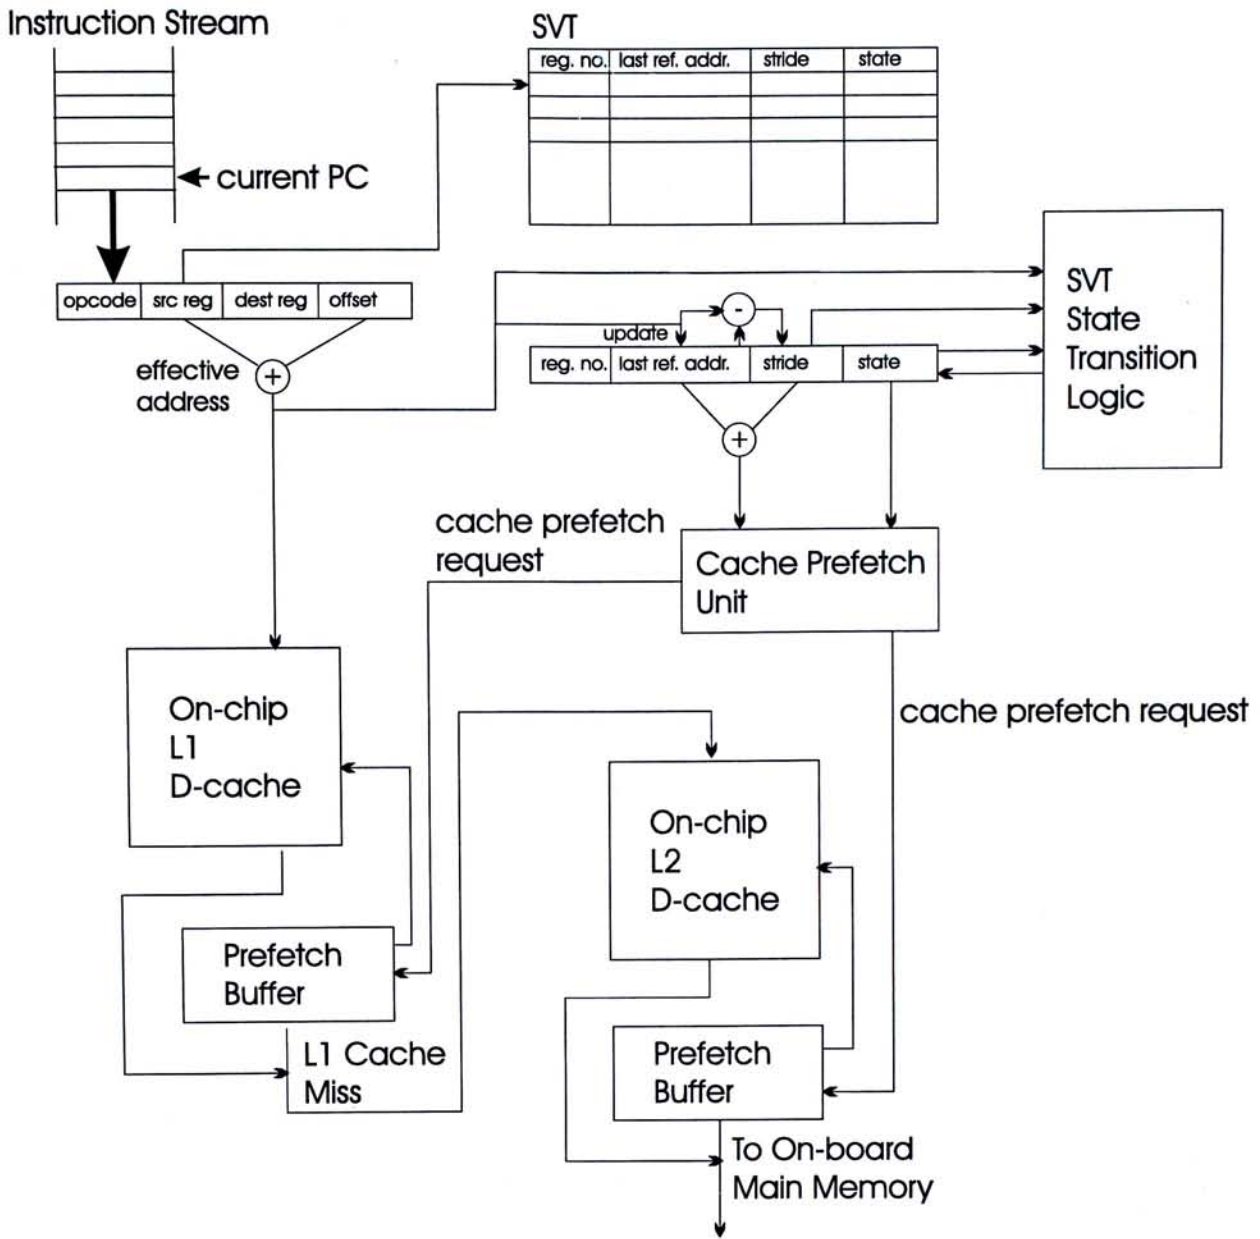 Instruction Stream
SVT
reg. no. last ref. addr. stride state
current PC
opcode src reg dest reg offset
effective
address
+
update
-
reg. no. last ref. addr. stride state
+
SVT
State
Transition
Logic
cache prefetch
request
Cache Prefetch
Unit
cache prefetch request
On-chip
L1
D-cache
On-chip
L2
D-cache
Prefetch
Buffer
L1 Cache
Miss
Prefetch
Buffer
To On-board
Main Memory